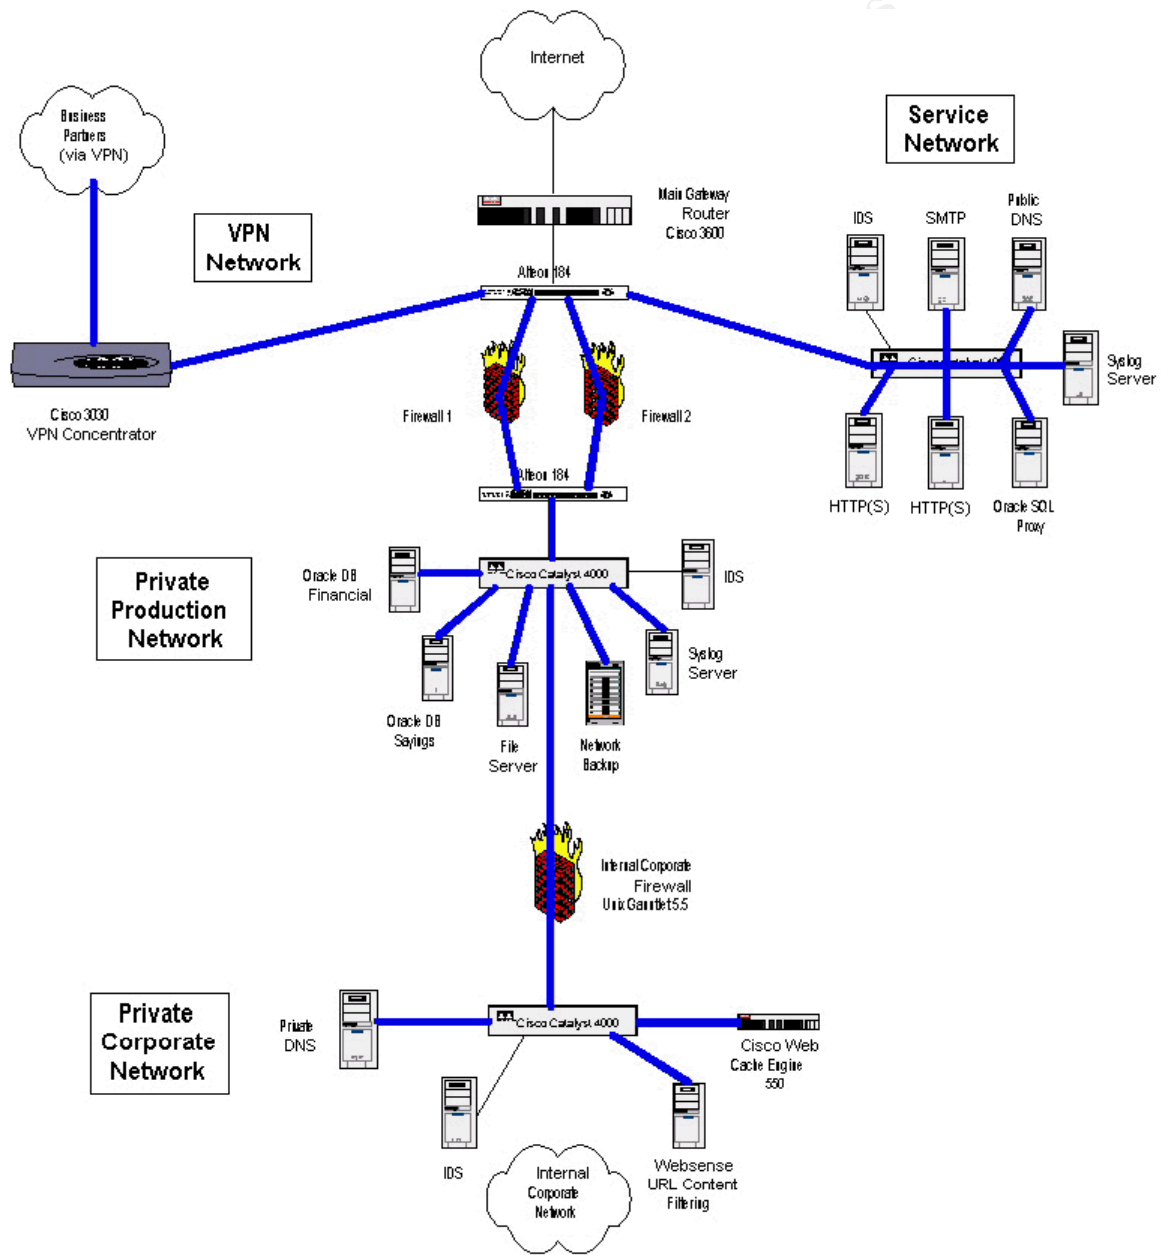 Internet
Business
Partners
(via VPN)
Service
Network
Main Gateway
Router
Cisco 3600
Public
DNS
IDS
SMTP
VPN
Network
Alteon 184
Cisco Catalyst 4000
Syslog
Server
Cisco 3030
VPN Concentrator
Firewall 1
Firewall 2
Alteon 184
HTTP(S)
HTTP(S)
Oracle SQL
Proxy
Private
Production
Network
Oracle DB
Financial
Cisco Catalyst 4000
IDS
Syslog
Server
Oracle DB
Savings
File
Server
Network
Backup
Internal Corporate
Firewall
Unix Gauntlet 5.5
Private
Corporate
Network
Private
DNS
Cisco Catalyst 4000
Cisco Web
Cache Engine
550
IDS
Websense
URL Content
Filtering
Internal
Corporate
Network